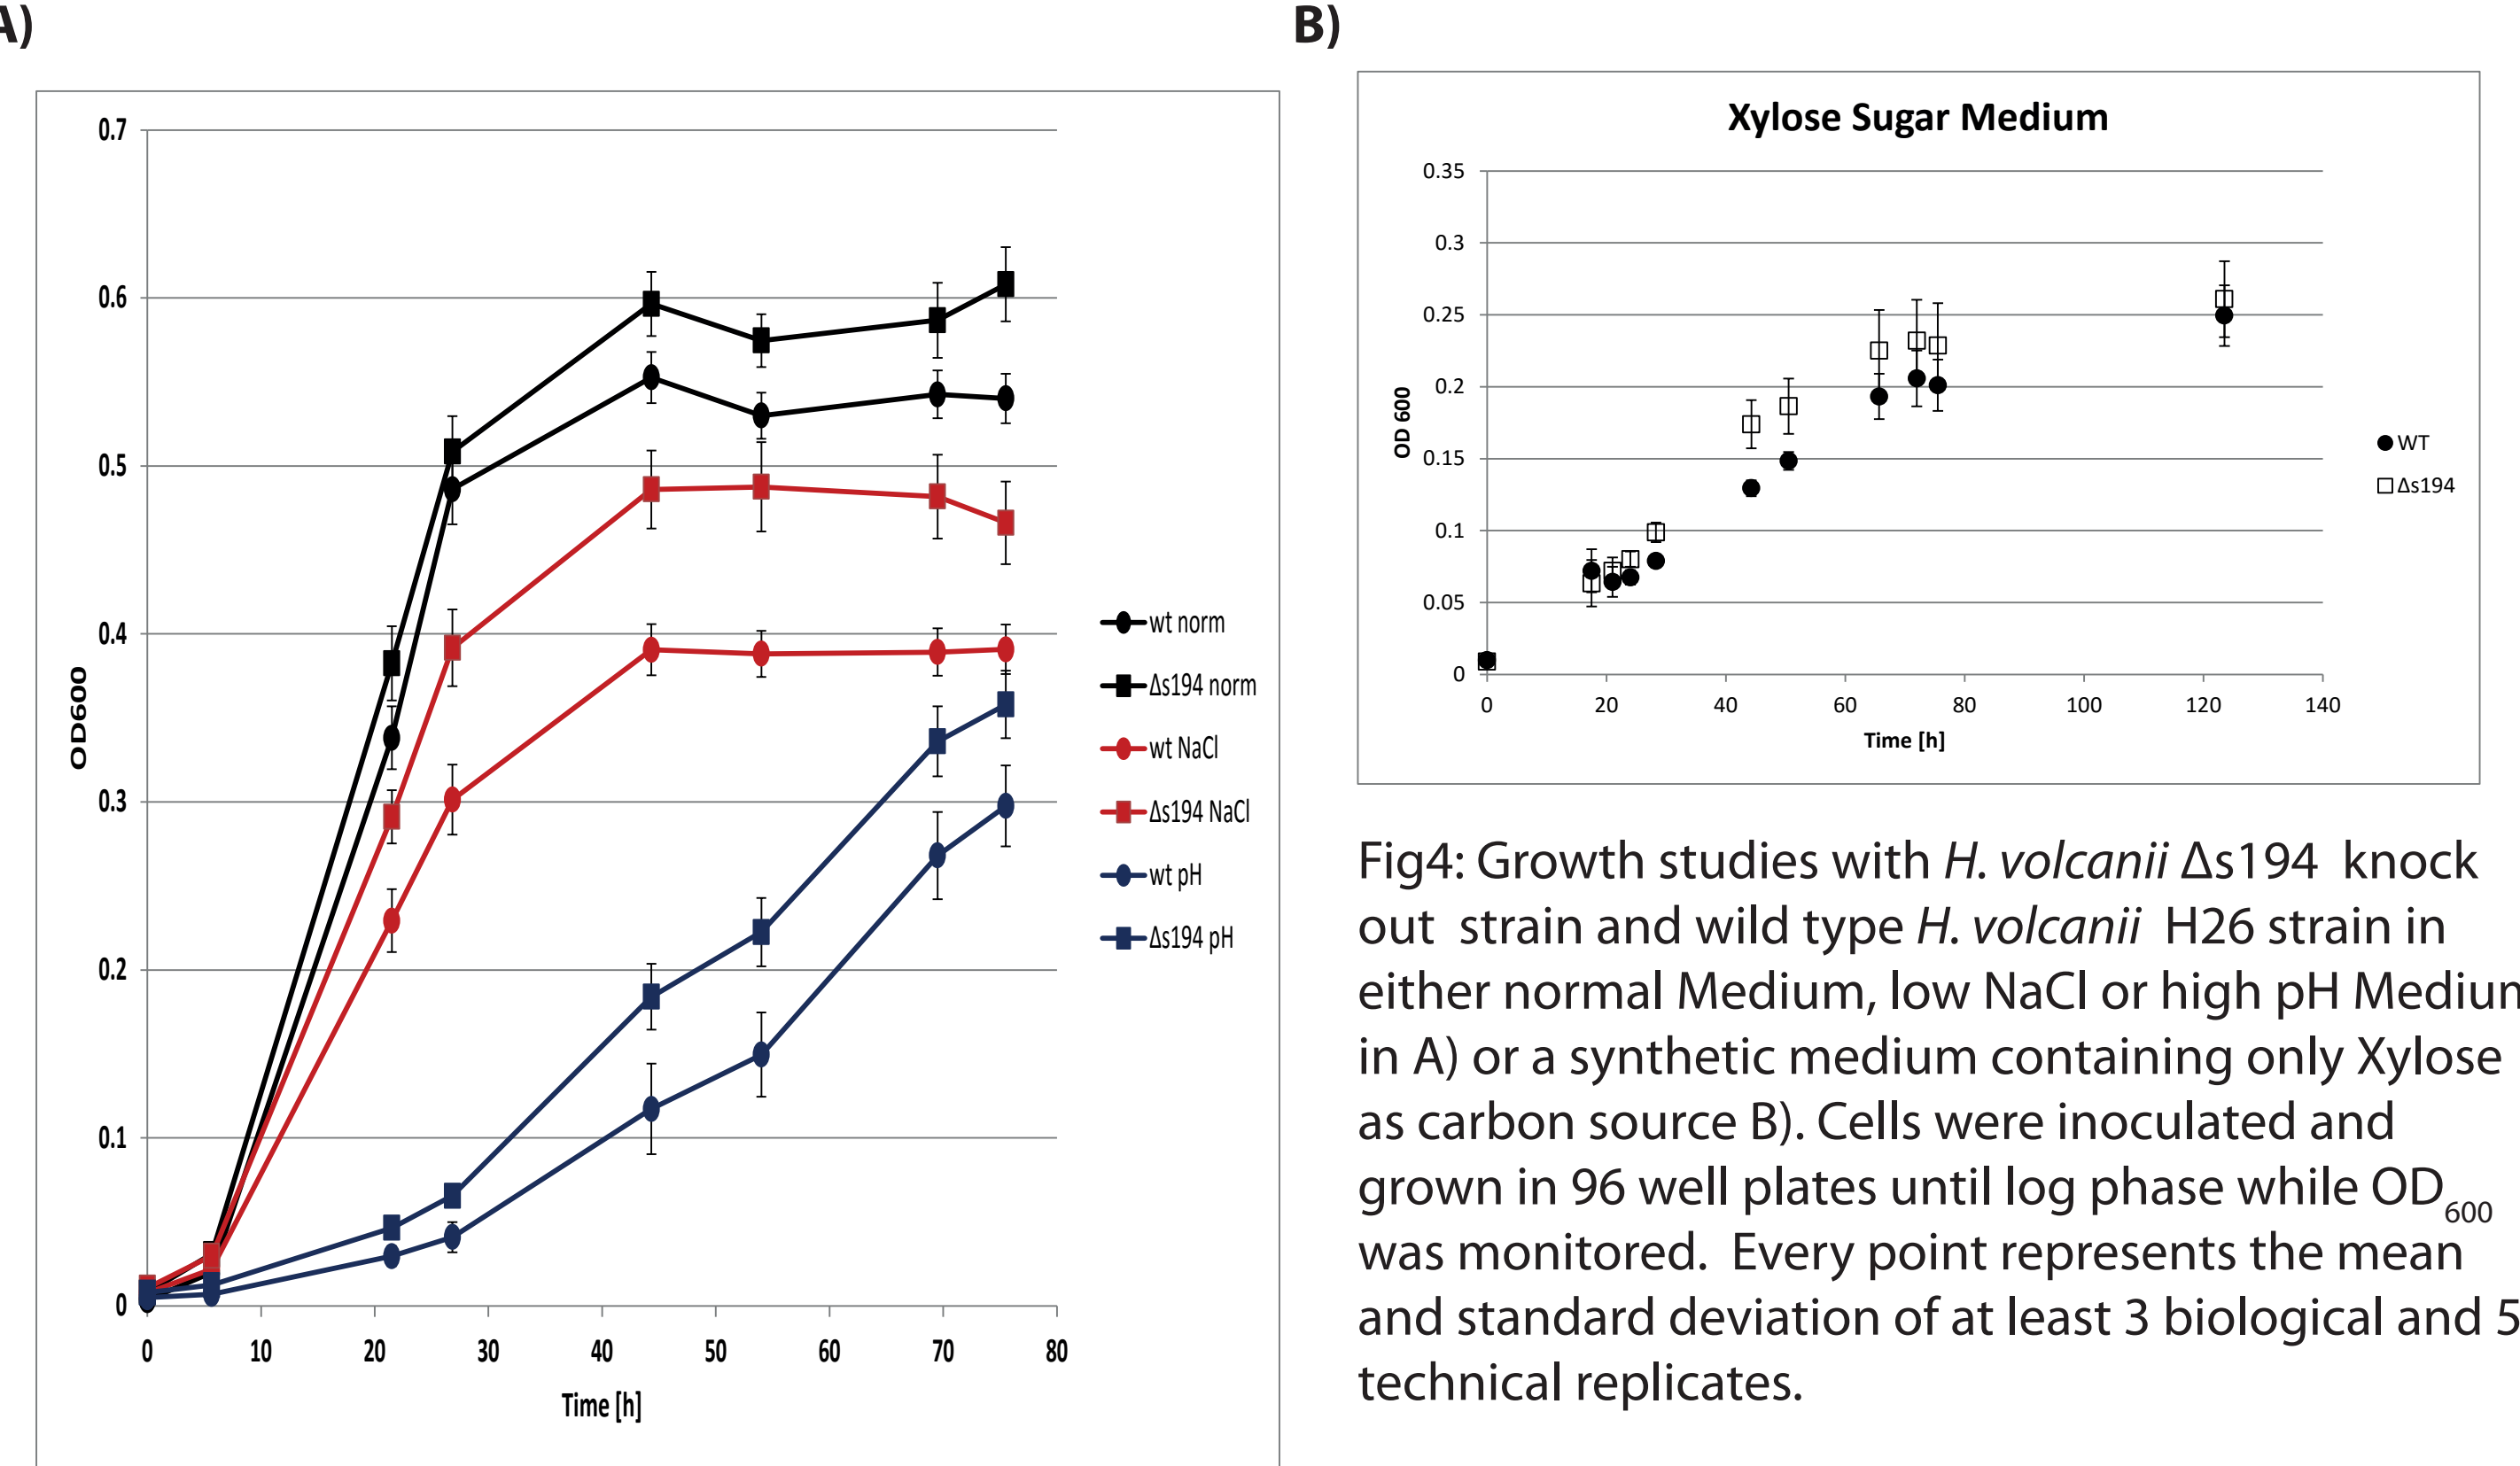 A)
0.7
0.6
0.5
0.4
0.3
0.2
0.1
0
OD600
0 10 20 30 40 50 60 70 80
Time [h]
wt norm
Δs194 norm
wt NaCl
Δs194 NaCl
wt pH
Δs194 pH
B)
Xylose Sugar Medium
0.35
0.3
0.25
0.2
0.15
0.1
0.05
0
OD 600
0 20 40 60 80 100 120 140
Time [h]
WT
Δs194
Fig4: Growth studies with H. volcanii Δs194 knock
out strain and wild type H. volcanii H26 strain in
either normal Medium, low NaCl or high pH Medium
in A) or a synthetic medium containing only Xylose
as carbon source B). Cells were inoculated and
grown in 96 well plates until log phase while OD600
was monitored. Every point represents the mean
and standard deviation of at least 3 biological and 5
technical replicates.